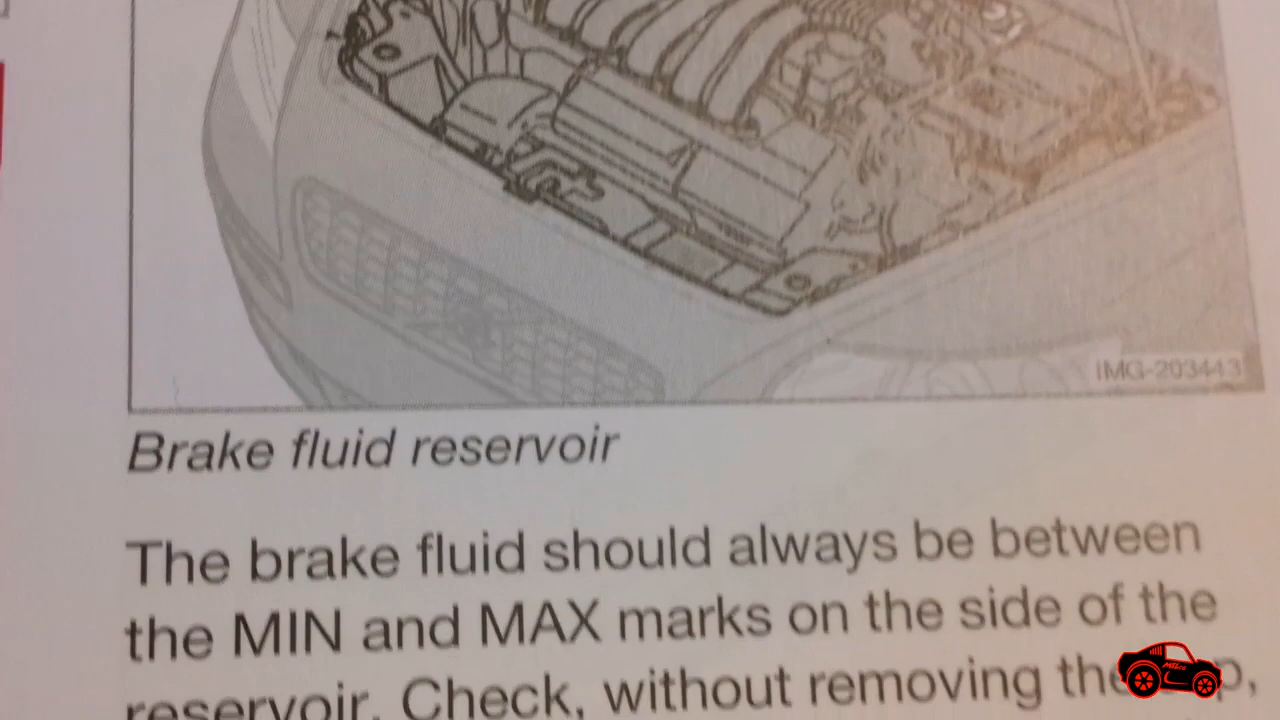 IMG-203443
Brake fluid reservoir
The brake fluid should always be between
the MIN and MAX marks on the side of the
reservoir. Check, without removing the